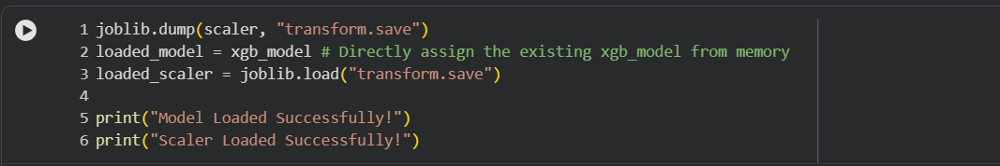 1 joblib.dump(scaler, "transform.save")
2 loaded_model = xgb_model # Directly assign the existing xgb_model from memory
3 loaded_scaler = joblib.load("transform.save")
4
5 print("Model Loaded Successfully!")
6 print("Scaler Loaded Successfully!")